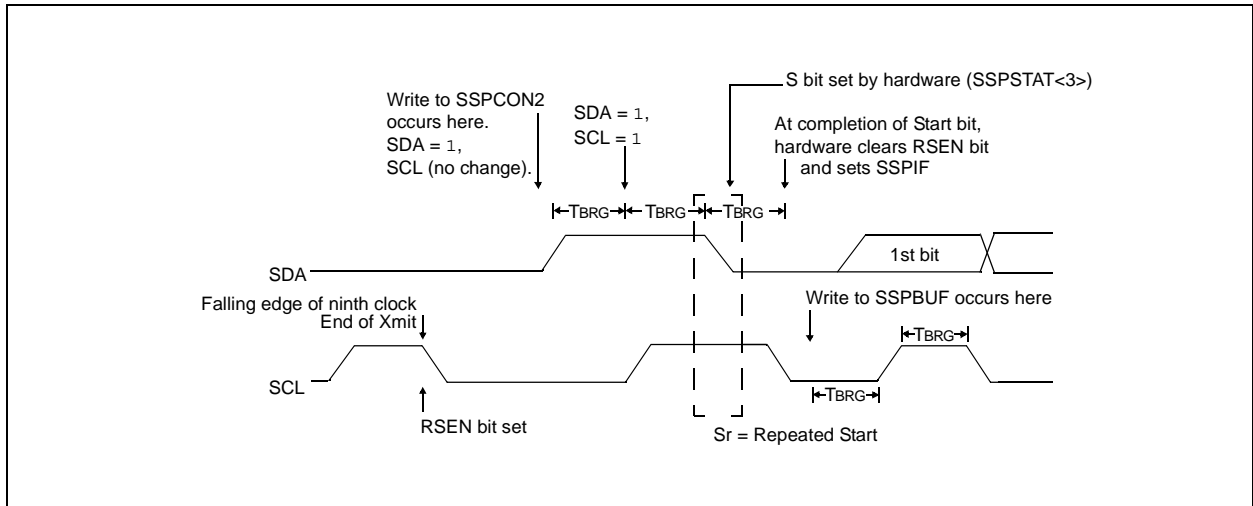 S bit set by hardware (SSPSTAT<3>)
Write to SSPCON2
occurs here.
SDA = 1,
SCL (no change).
SDA = 1,
SCL = 1
At completion of Start bit,
hardware clears RSEN bit
and sets SSPIF
TBRG
TBRG
TBRG
SDA
1st bit
Falling edge of ninth clock
End of Xmit
Write to SSPBUF occurs here
TBRG
SCL
TBRG
RSEN bit set
Sr = Repeated Start